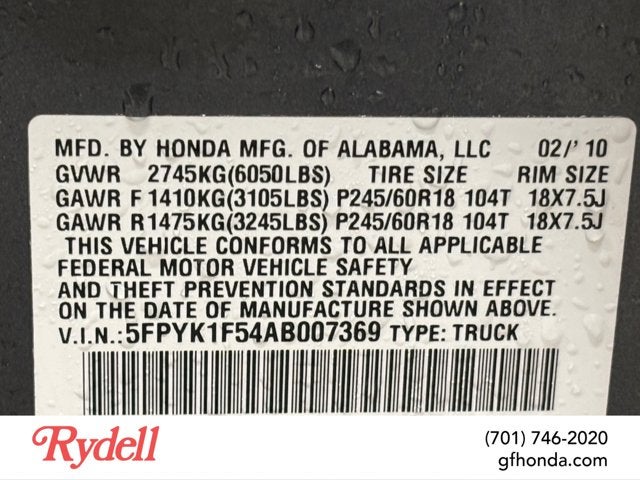 MFD. BY HONDA MFG. OF ALABAMA, LLC 02/'10
GVWR 2745KG(6050LBS) TIRE SIZE RIM SIZE
GAWR F 1410KG(3105LBS) P245/60R18 104T 18X7.5J
GAWR R 1475KG(3245LBS) P245/60R18 104T 18X7.5J
THIS VEHICLE CONFORMS TO ALL APPLICABLE
FEDERAL MOTOR VEHICLE SAFETY
AND THEFT PREVENTION STANDARDS IN EFFECT
ON THE DATE OF MANUFACTURE SHOWN ABOVE.
V.I.N.:5FPYK1F54AB007369 TYPE:TRUCK
Rydell
(701) 746-2020
gfhonda.com